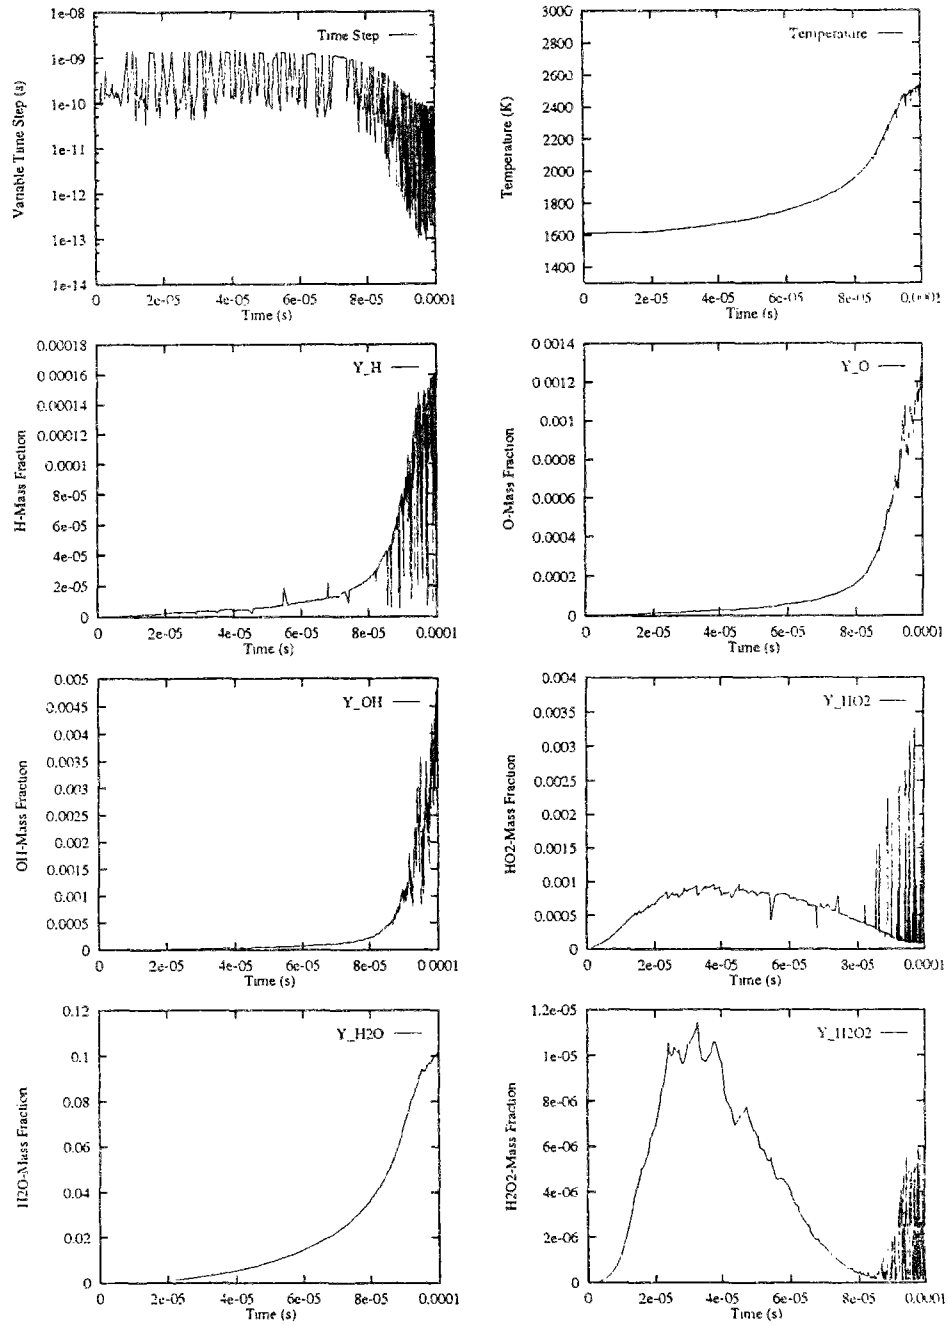 1e-08
1e-09
1e-10
1e-11
1e-12
1e-13
1e-14
Variable Time Step (s)
Time Step
0 2e-05 4e-05 6e-05 8e-05 0.0001
Time (s)
3000
2800
2600
2400
2200
2000
1800
1600
1400
Temperature (K)
Temperature
0 2e-05 4e-05 6e-05 8e-05 0.0001
Time (s)
0.00018
0.00016
0.00014
0.00012
0.0001
8e-05
6e-05
4e-05
2e-05
0
H-Mass Fraction
Y_H
0 2e-05 4e-05 6e-05 8e-05 0.0001
Time (s)
0.0014
0.0012
0.001
0.0008
0.0006
0.0004
0.0002
0
O-Mass Fraction
Y_O
0 2e-05 4e-05 6e-05 8e-05 0.0001
Time (s)
0.005
0.0045
0.004
0.0035
0.003
0.0025
0.002
0.0015
0.001
0.0005
0
OH-Mass Fraction
Y_OH
0 2e-05 4e-05 6e-05 8e-05 0.0001
Time (s)
0.004
0.0035
0.003
0.0025
0.002
0.0015
0.001
0.0005
0
HO2-Mass Fraction
Y_HO2
0 2e-05 4e-05 6e-05 8e-05 0.0001
Time (s)
0.12
0.1
0.08
0.06
0.04
0.02
0
H2O-Mass Fraction
Y_H2O
0 2e-05 4e-05 6e-05 8e-05 0.0001
Time (s)
1.2e-05
1e-05
8e-06
6e-06
4e-06
2e-06
0
H2O2-Mass Fraction
Y_H2O2
0 2e-05 4e-05 6e-05 8e-05 0.0001
Time (s)